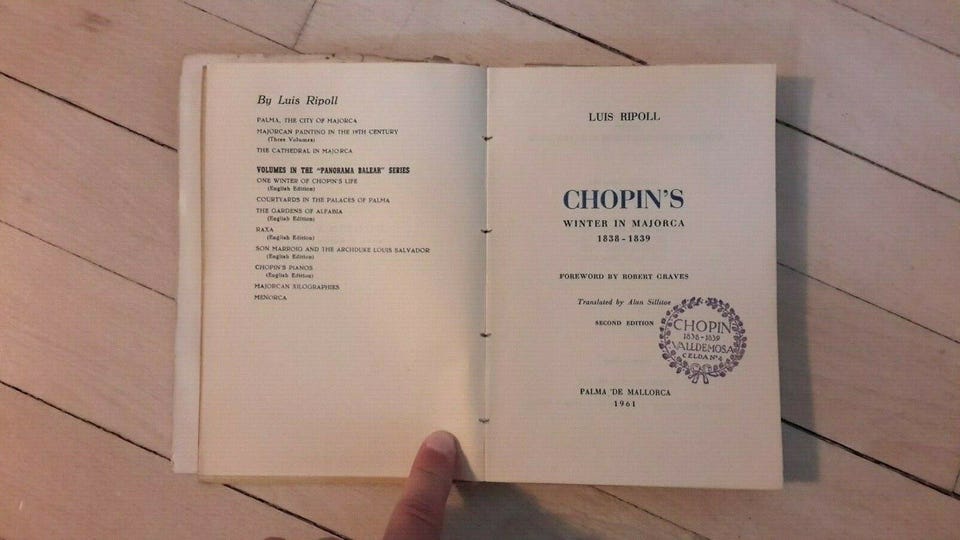 By Luis Ripoll
PALMA, THE CITY OF MAJORCA
MAJORCAN PAINTING IN THE 19TH CENTURY
(Three Volumes)
THE CATHEDRAL IN MAJORCA
VOLUMES IN THE "PANORAMA BALEAR" SERIES
ONE WINTER OF CHOPIN'S LIFE
(English Edition)
COURTYARDS IN THE PALACES OF PALMA
THE GARDENS OF ALFABIA
(English Edition)
RAXA
(English Edition)
SON MARROIG AND THE ARCHDUKE LOUIS SALVADOR
(English Edition)
CHOPIN'S PIANOS
(English Edition)
MAJORCAN XILOGRAPHIES
MENORCA
LUIS RIPOLL
CHOPIN'S
WINTER IN MAJORCA
1838 - 1839
FOREWORD BY ROBERT GRAVES
Translated by Alan Sillitoe
SECOND EDITION
CHOPIN
1838-1839
VALLDEMOSA
CELDA Nº 4
PALMA DE MALLORCA
1961